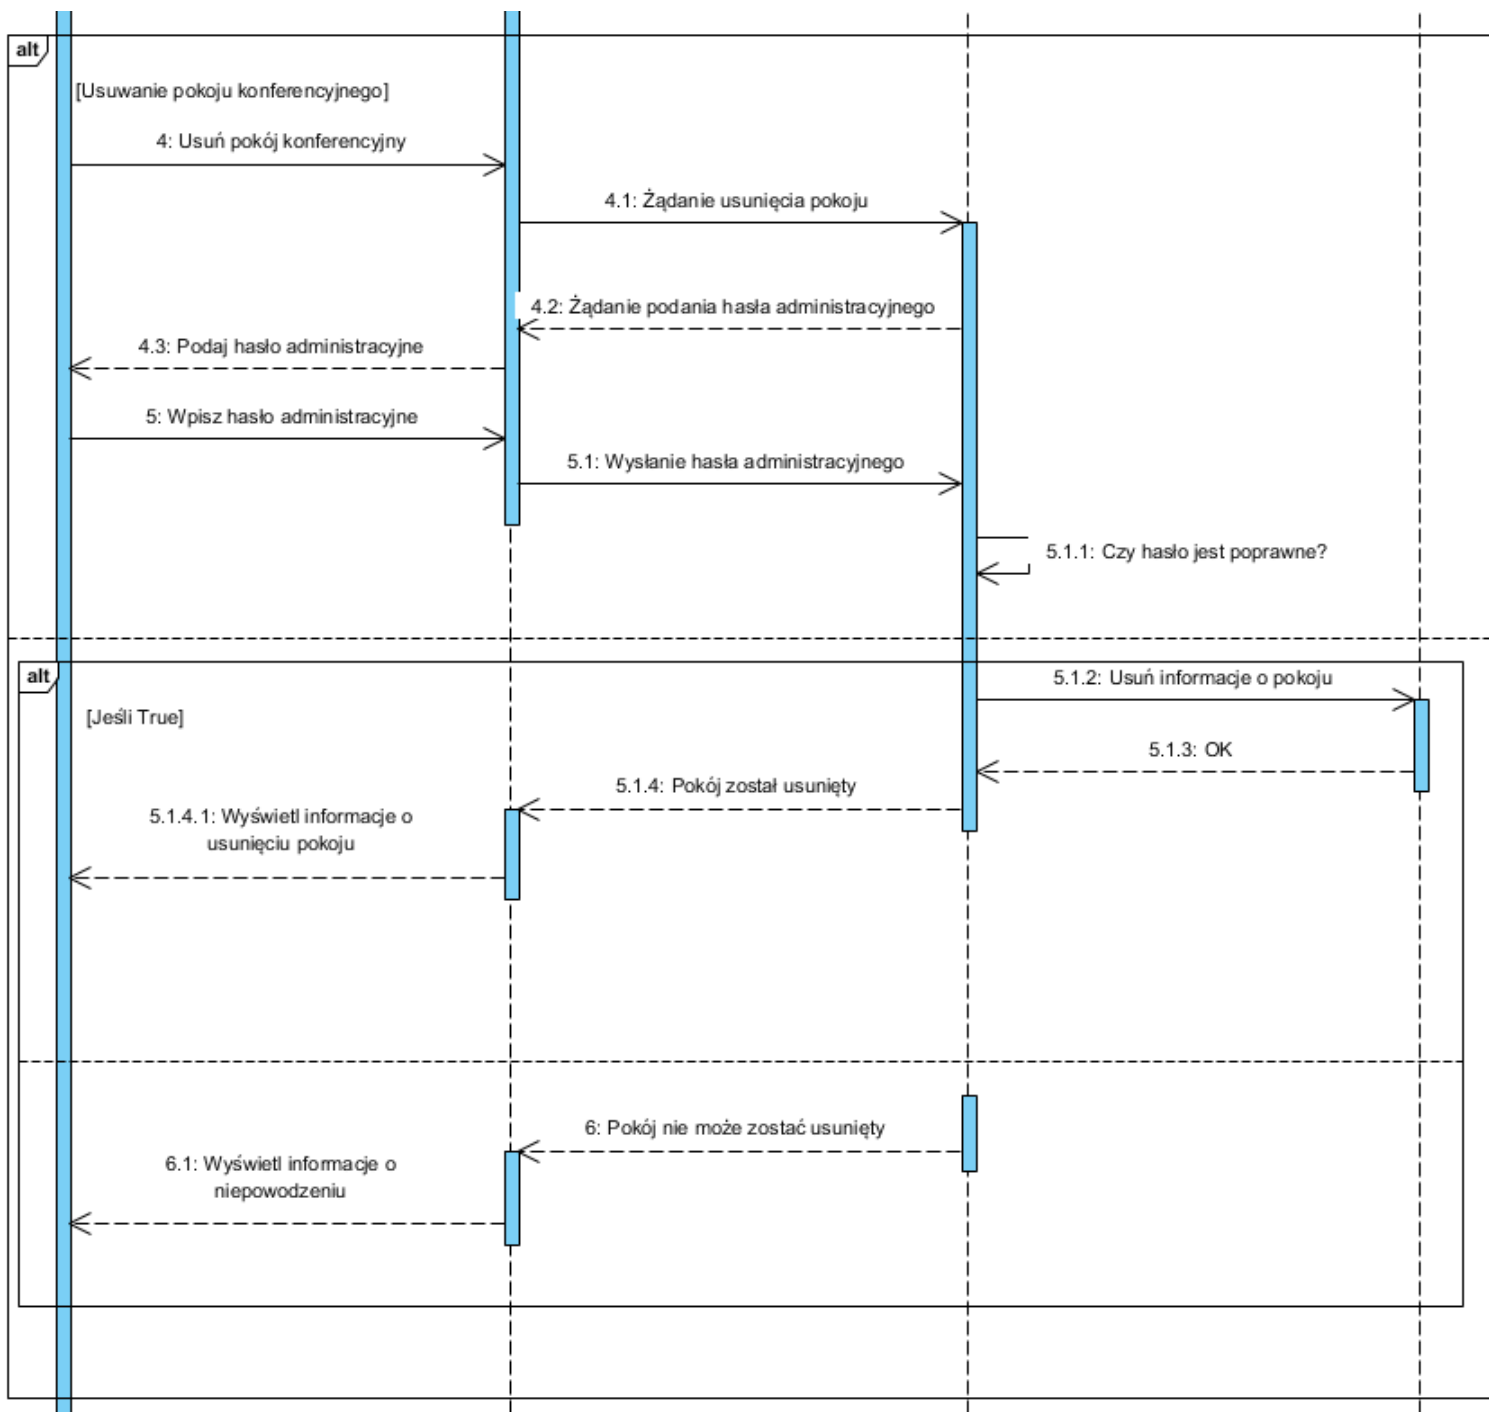 alt
[Usuwanie pokoju konferencyjnego]
4: Usuń pokój konferencyjny
4.1: Żądanie usunięcia pokoju
4.2: Żądanie podania hasła administracyjnego
4.3: Podaj hasło administracyjne
5: Wpisz hasło administracyjne
5.1: Wysłanie hasła administracyjnego
5.1.1: Czy hasło jest poprawne?
alt
5.1.2: Usuń informacje o pokoju
[Jeśli True]
5.1.3: OK
5.1.4: Pokój został usunięty
5.1.4.1: Wyświetl informacje o
usunięciu pokoju
6: Pokój nie może zostać usunięty
6.1: Wyświetl informacje o
niepowodzeniu